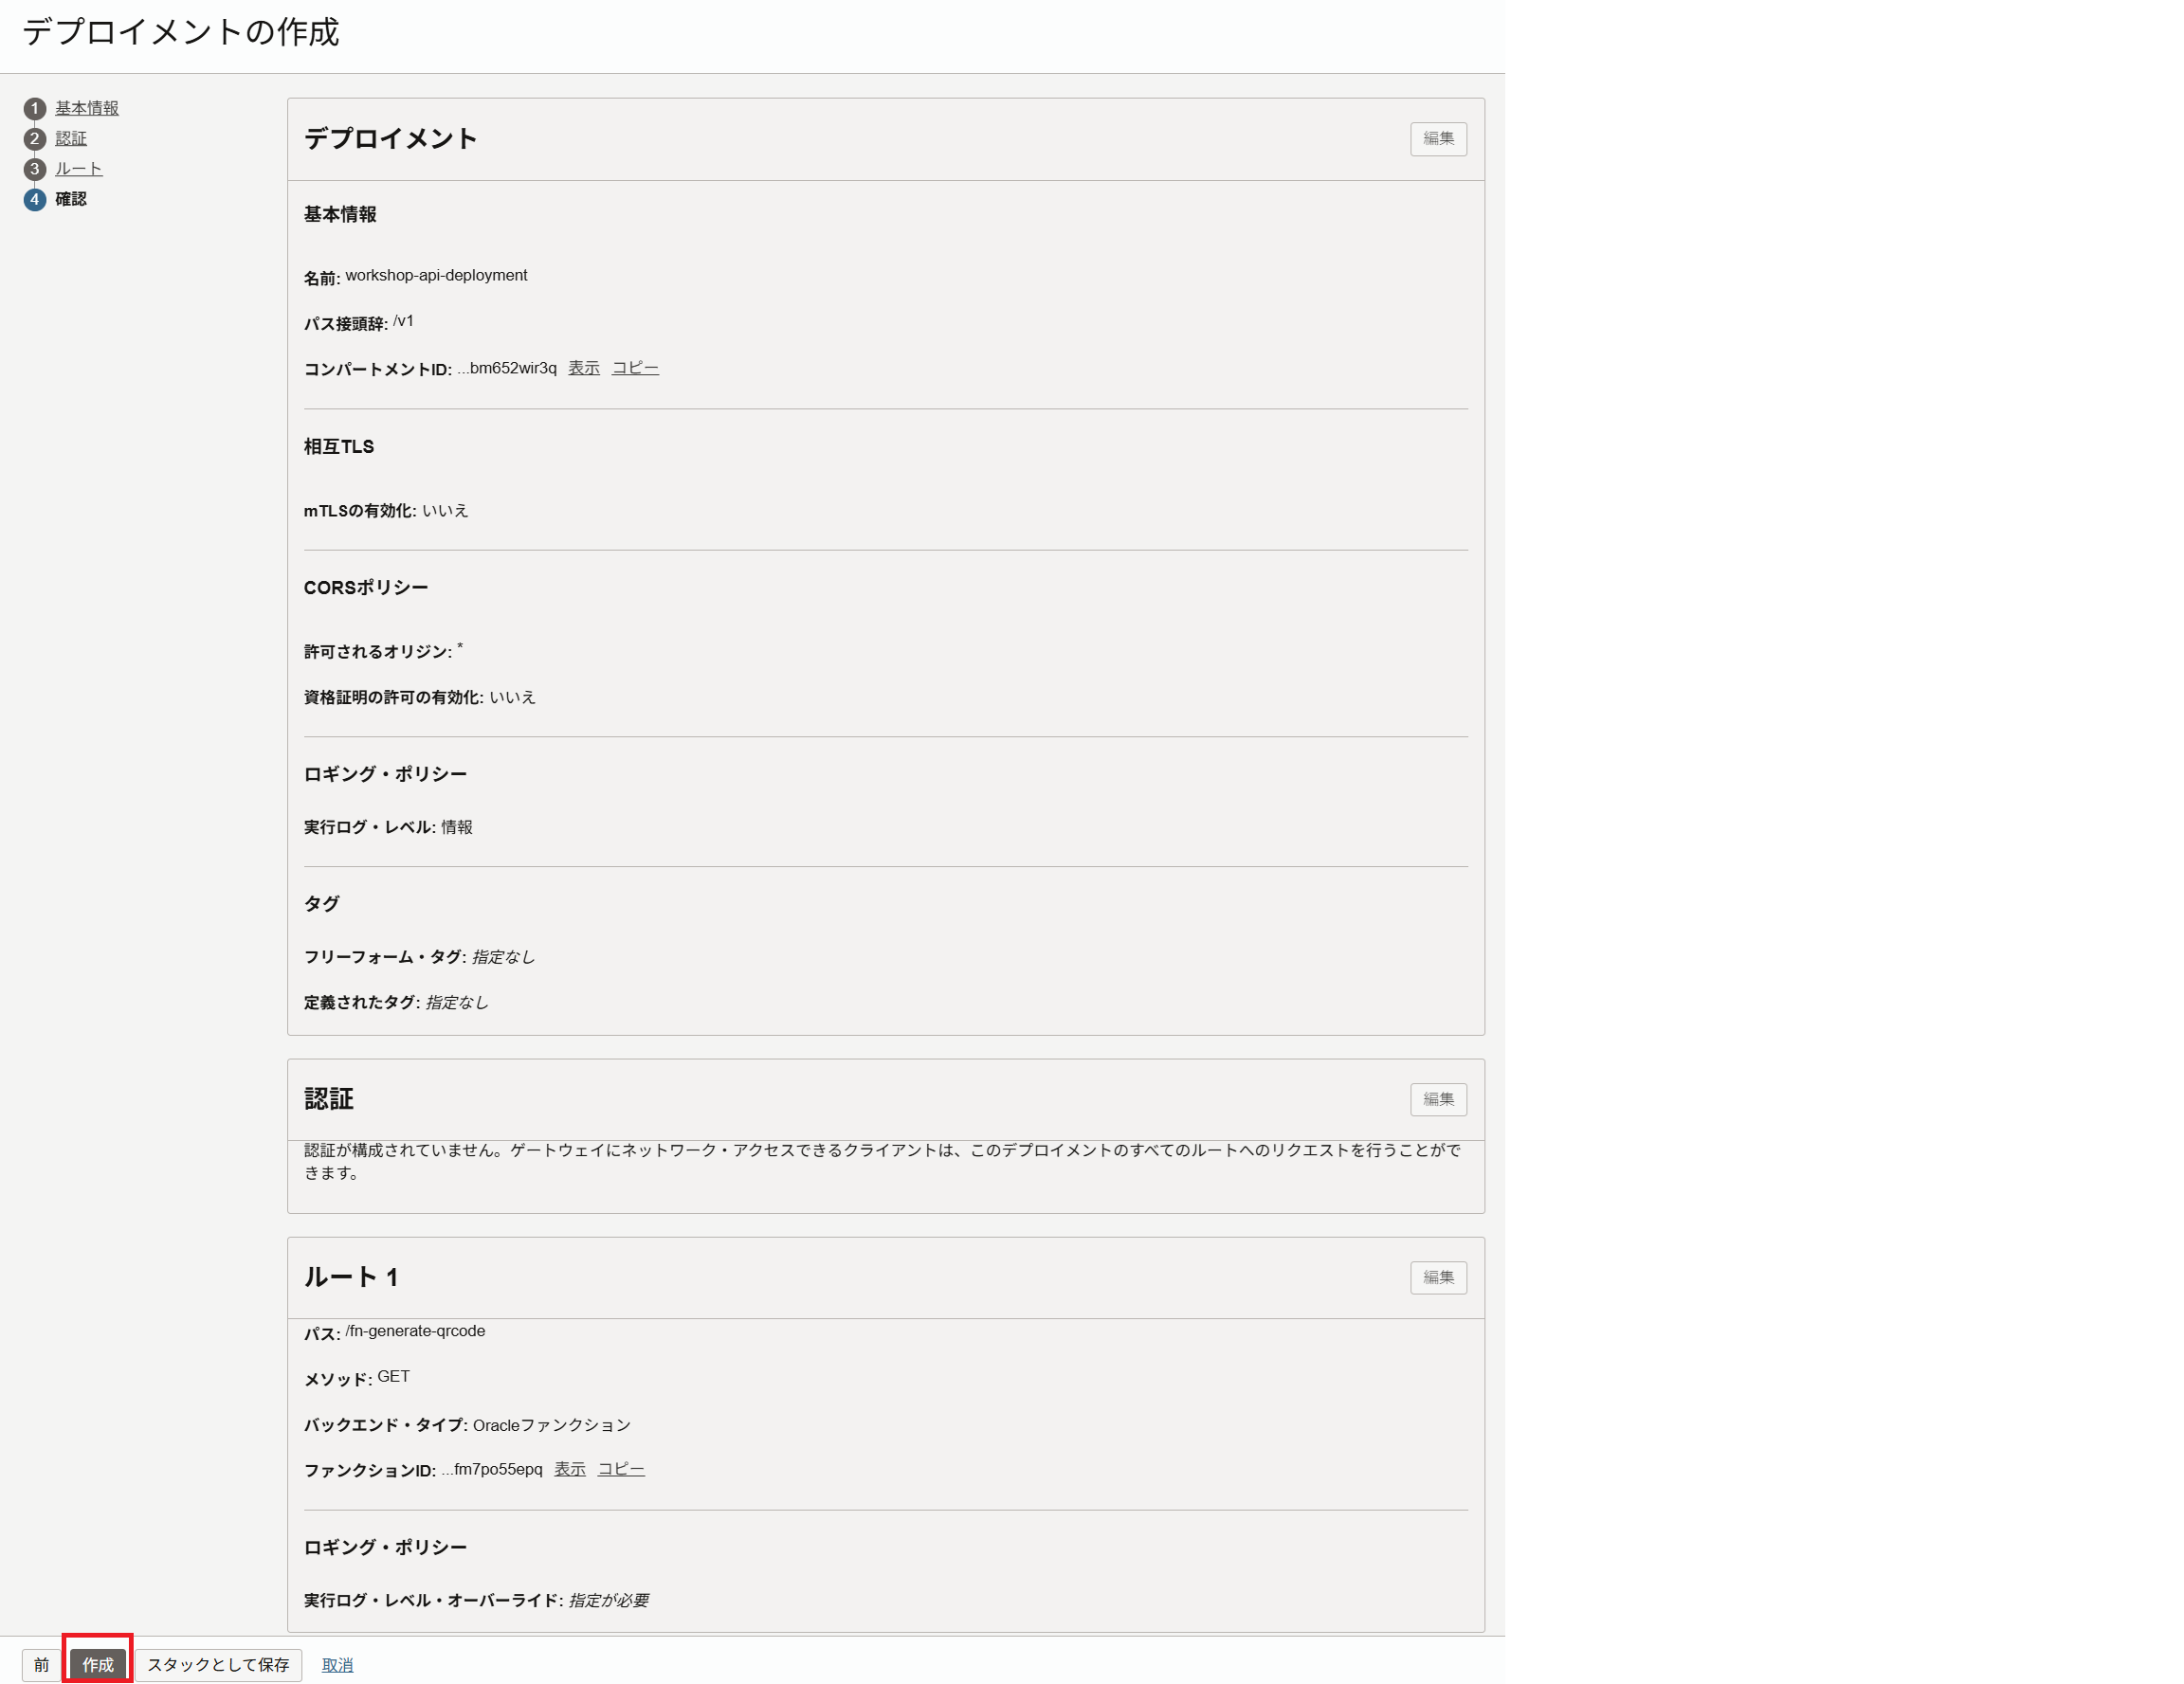 デプロイメントの作成
1 基本情報
2 認証
3 ルート
4 確認
デプロイメント
編集
基本情報
名前: workshop-api-deployment
パス接頭辞: /v1
コンパートメントID: ...bm652wir3q 表示 コピー
相互TLS
mTLSの有効化: いいえ
CORSポリシー
許可されるオリジン: *
資格証明の許可の有効化: いいえ
ロギング・ポリシー
実行ログ・レベル: 情報
タグ
フリーフォーム・タグ: 指定なし
定義されたタグ: 指定なし
認証
編集
認証が構成されていません。ゲートウェイにネットワーク・アクセスできるクライアントは、このデプロイメントのすべてのルートへのリクエストを行うことがで
きます。
ルート 1
編集
パス: /fn-generate-qrcode
メソッド: GET
バックエンド・タイプ: Oracleファンクション
ファンクションID: ...fm7po55epq 表示 コピー
ロギング・ポリシー
実行ログ・レベル・オーバーライド: 指定が必要
前 作成 スタックとして保存 取消